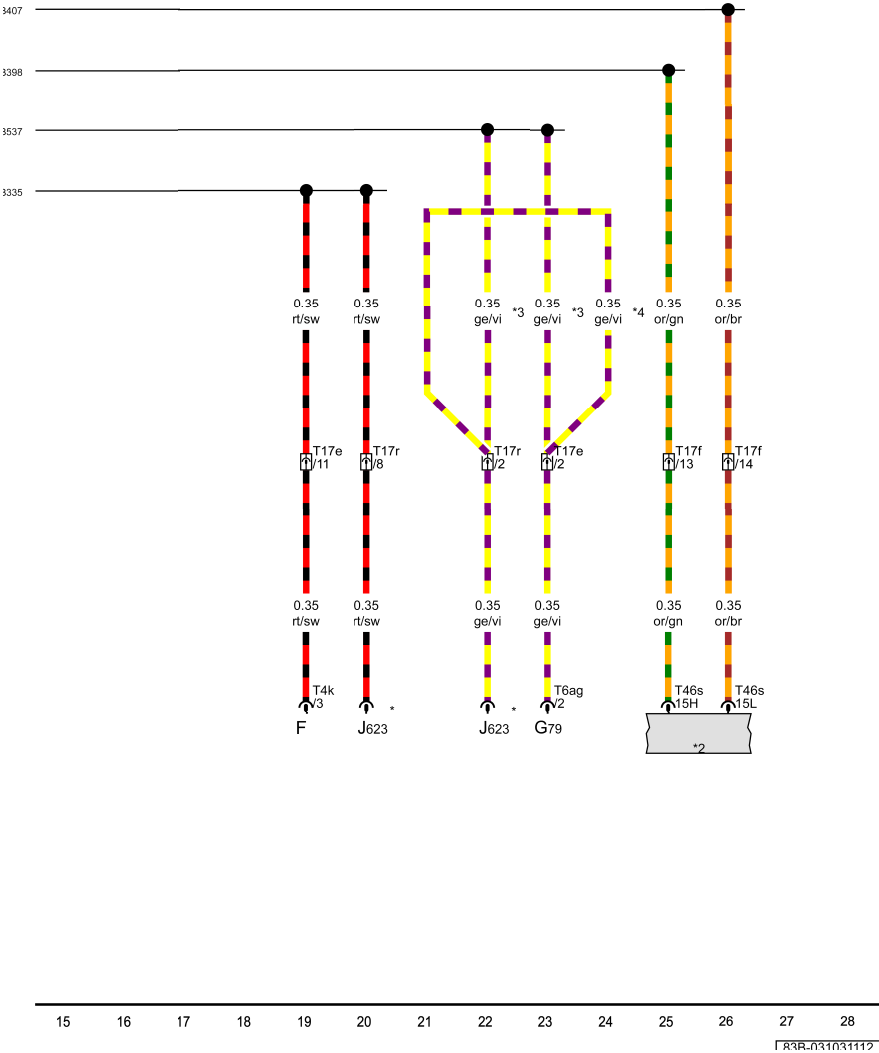 407
398
537
335
0.35 0.35 0.35 0.35 0.35 0.35 0.35
rt/sw rt/sw ge/vi *3 ge/vi *3 ge/vi *4 or/gn or/br
T17e T17r T17r T17e T17f T17f
/11 /8 /2 /2 /13 /14
0.35 0.35 0.35 0.35 0.35 0.35
rt/sw rt/sw ge/vi ge/vi or/gn or/br
T4k T6ag T46s T46s
/3 * * /2 15H 15L
F J623 J623 G79
*2
15 16 17 18 19 20 21 22 23 24 25 26 27 28
83B-031031112